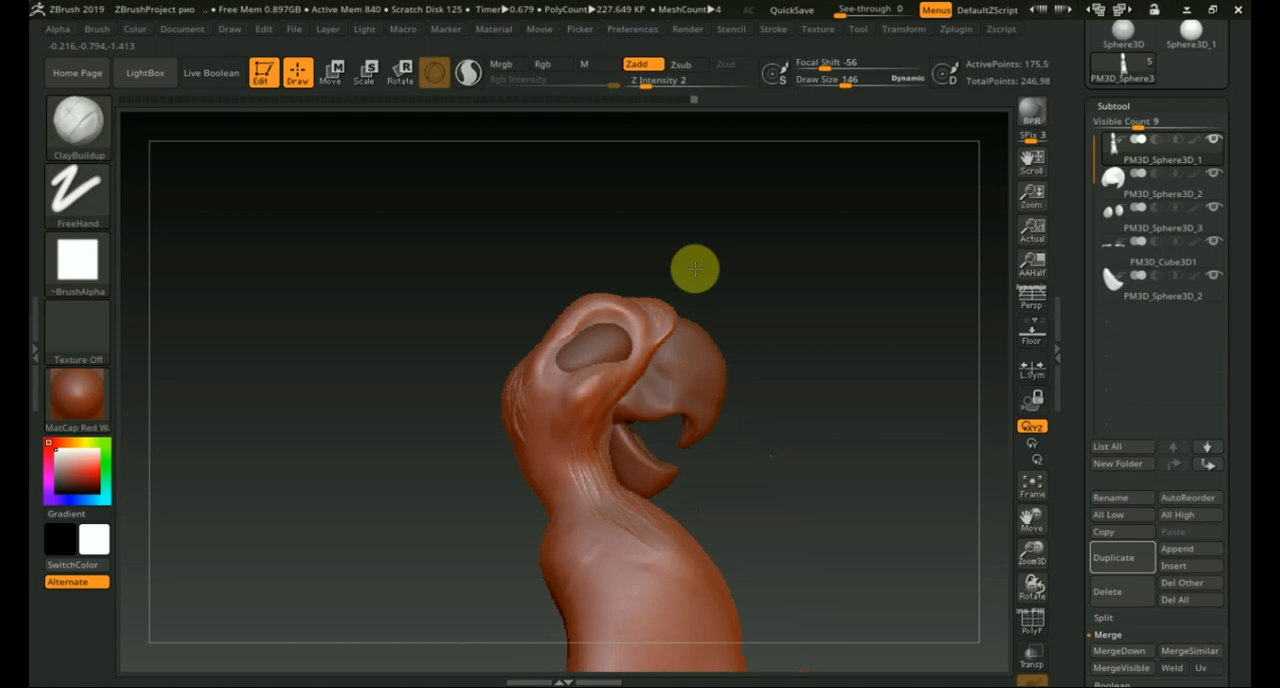 ZBrush 2019 ZBrushProject рио .. • Free Mem 0.897GB • Active Mem 840 • Scratch Disk 125 • Timer▶0.679 • PolyCount▶227.649 KP • MeshCount▶4 AC QuickSave See-through 0 Menus DefaultZScript
Alpha Brush Color Document Draw Edit File Layer Light Macro Marker Material Movie Picker Preferences Render Stencil Stroke Texture Tool Transform Zplugin Zscript
-0.216,-0.794,-1.413
Home Page LightBox Live Boolean Edit Draw Move Scale Rotate
Mrgb Rgb M Zadd Zsub Zcut
Rgb Intensity Z Intensity 2
S Focal Shift -56
Draw Size 146 Dynamic
D ActivePoints: 175,5
TotalPoints: 246,98
ClayBuildup
FreeHand
~BrushAlpha
Texture Off
MatCap Red W
Gradient
SwitchColor
Alternate
BPR
SPix 3
Scroll
Zoom
Actual
AAHalf
Dynamic
Persp
Floor
L.Sym
XYZ
Frame
Move
Zoom3D
Rotate
Line Fill
PolyF
Transp
Sphere3D Sphere3D_1
5
PM3D_Sphere3
Subtool
Visible Count 9
PM3D_Sphere3D_1
PM3D_Sphere3D_2
PM3D_Sphere3D_3
PM3D_Cube3D1
PM3D_Sphere3D_2
List All
New Folder
Rename AutoReorder
All Low All High
Copy Paste
Duplicate Append
Insert
Delete Del Other
Del All
Split
Merge
MergeDown MergeSimilar
MergeVisible Weld Uv
Boolean